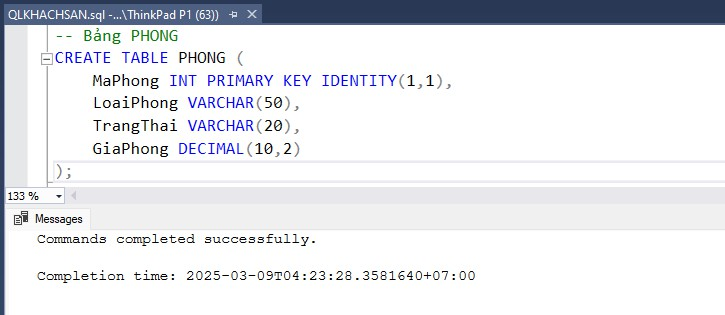 QLKHACHSAN.sql -...\ThinkPad P1 (63))
-- Bảng PHONG
CREATE TABLE PHONG (
MaPhong INT PRIMARY KEY IDENTITY(1,1),
LoaiPhong VARCHAR(50),
TrangThai VARCHAR(20),
GiaPhong DECIMAL(10,2)
);
133 %
Messages
Commands completed successfully.
Completion time: 2025-03-09T04:23:28.3581640+07:00